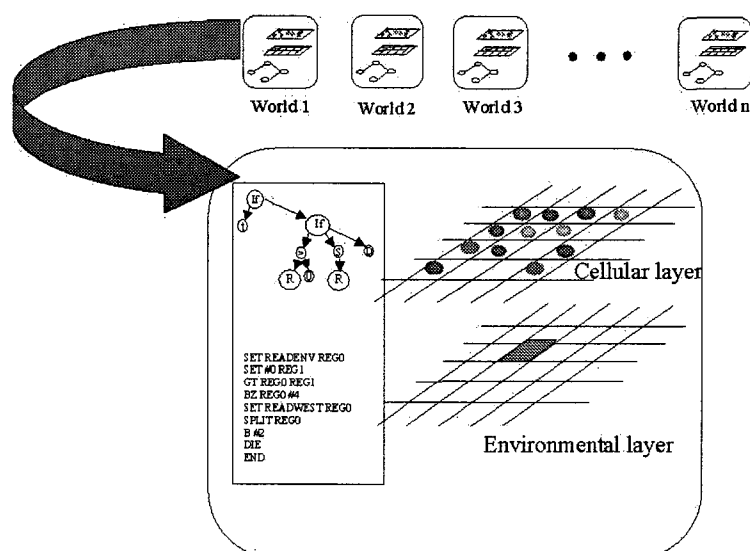 World 1
World 2
World 3
World n
If
If
S
R
R
Cellular layer
SET READENV REG0
SET #0 REG1
GT REG0 REG1
BZ REG0 #4
SET READWEST REG0
SPLIT REG0
B #2
DIE
END
Environmental layer